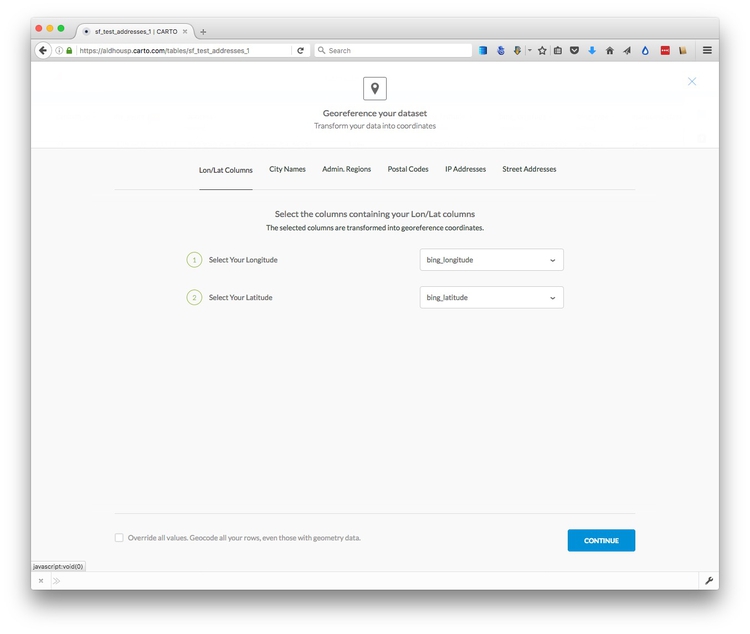 sf_test_addresses_1 | CARTO
https://aldhousp.carto.com/tables/sf_test_addresses_1
Search
Georeference your dataset
Transform your data into coordinates
Lon/Lat Columns
City Names
Admin. Regions
Postal Codes
IP Addresses
Street Addresses
Select the columns containing your Lon/Lat columns
The selected columns are transformed into georeference coordinates.
1 Select Your Longitude
bing_longitude
2 Select Your Latitude
bing_latitude
Override all values. Geocode all your rows, even those with geometry data.
CONTINUE
javascript:void(0)